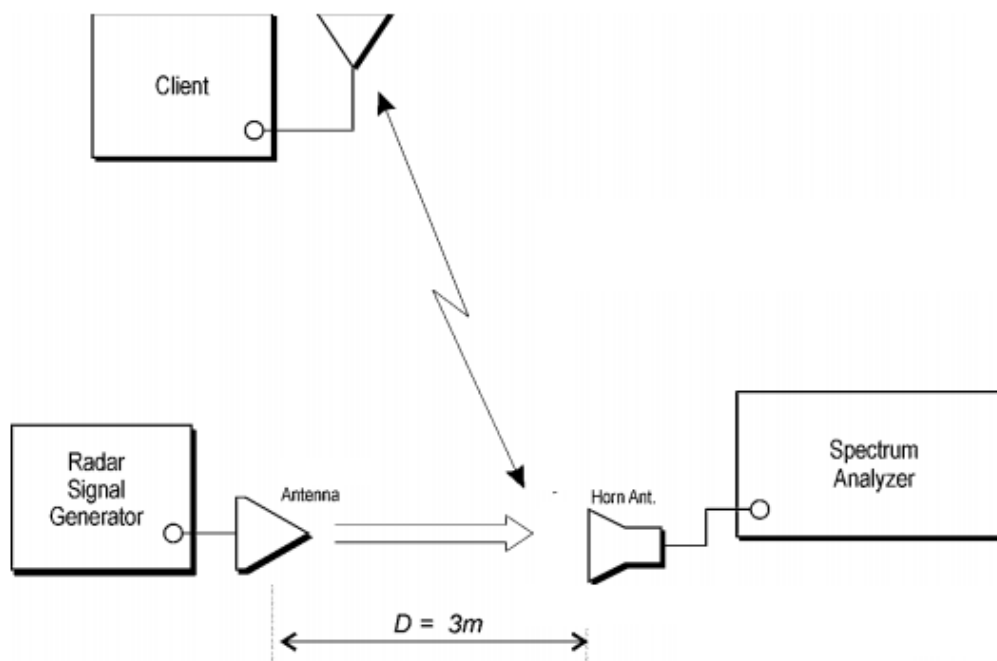 Client
Radar
Signal
Generator
Antenna
Horn Ant.
Spectrum
Analyzer
D = 3m